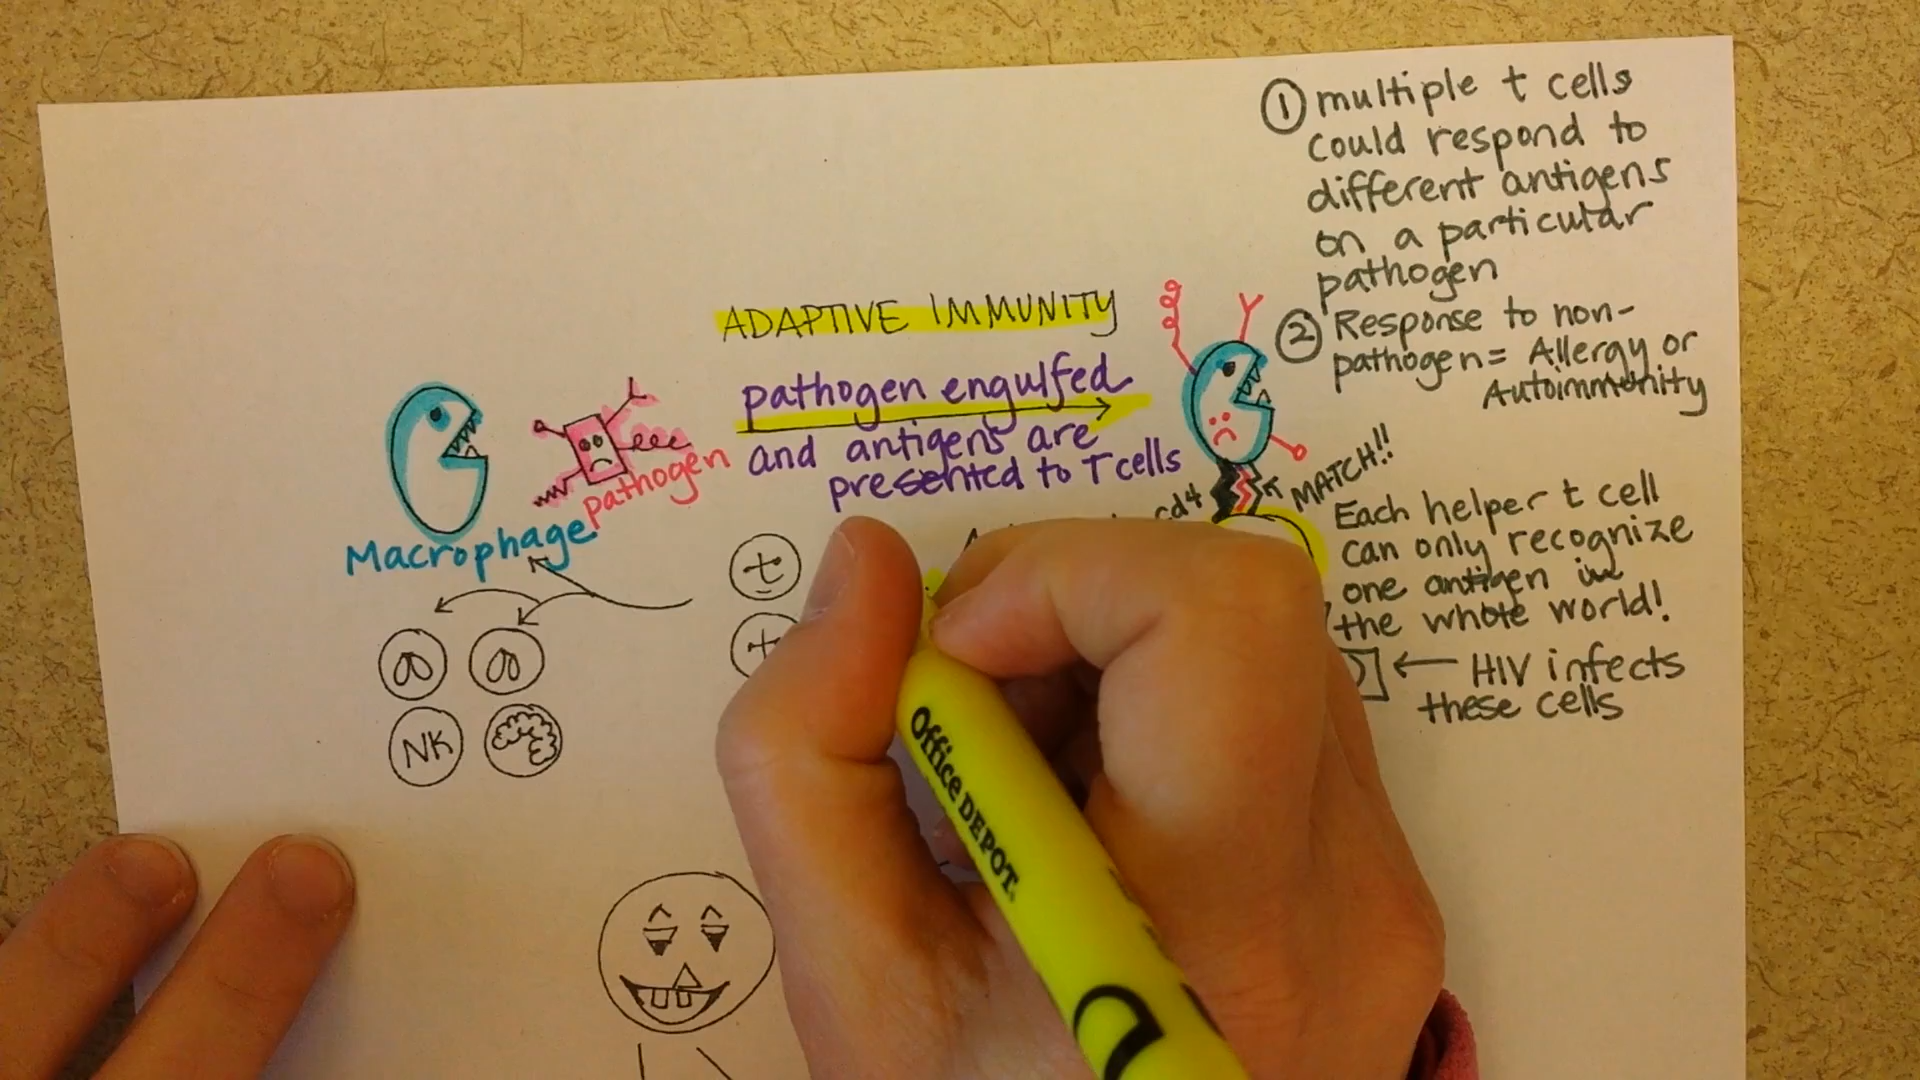 ① multiple t cells
could respond to
different antigens
on a particular
pathogen
② Response to non-
pathogen = Allergy or
Autoimmunity
ADAPTIVE IMMUNITY
pathogen engulfed
and antigens are
presented to T cells
pathogen
Macrophage
cd4
MATCH!!
Each helper t cell
can only recognize
one antigen in
the whole world!
HIV infects
these cells
t
t
NK
Office DEPOT.